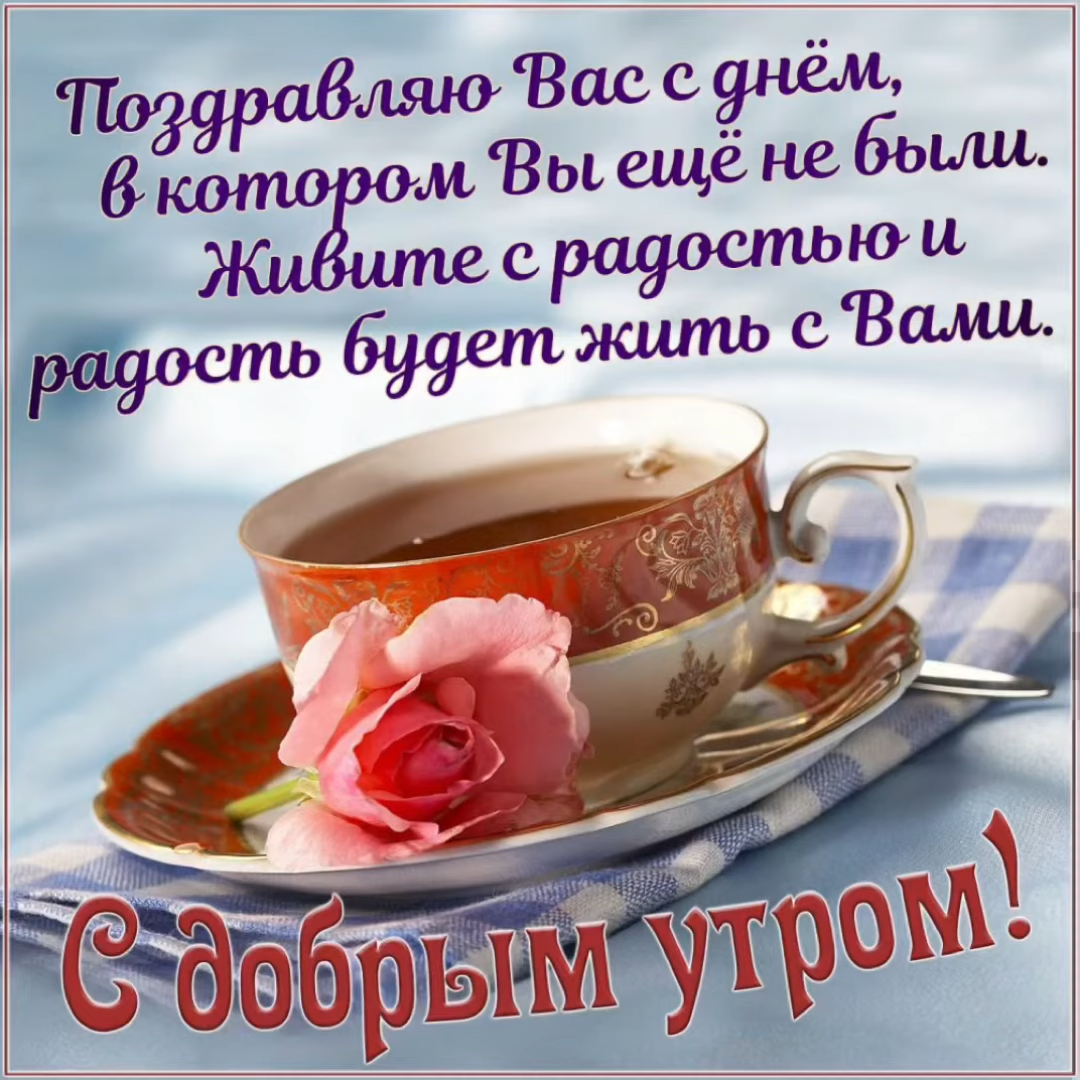 Поздравляю Вас с днём,
в котором Вы ещё не были.
Живите с радостью и
радость будет жить с Вами.
С добрым утром!